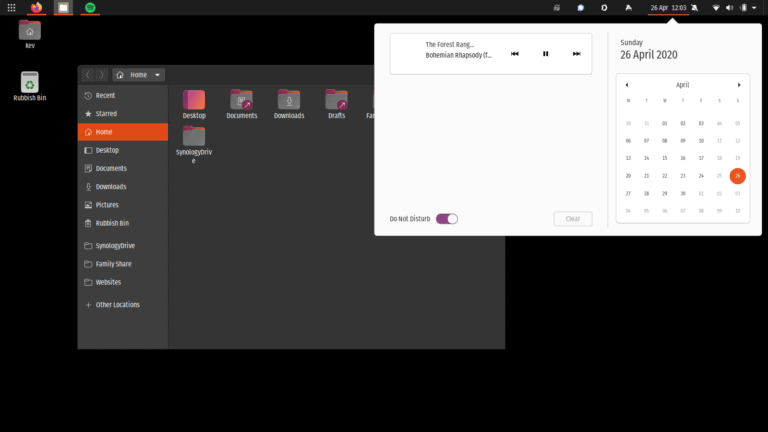 26 Apr 12:03
kev
Rubbish Bin
Home
Recent
Starred
Home
Desktop
Documents
Downloads
Pictures
Rubbish Bin
SynologyDrive
Family Share
Websites
Other Locations
Desktop
Documents
Downloads
Drafts
SynologyDriv
e
The Forest Rang...
Bohemian Rhapsody (f...
Do Not Disturb
Clear
Sunday
26 April 2020
April
M T W T F S S
30 31 01 02 03 04 05
06 07 08 09 10 11 12
13 14 15 16 17 18 19
20 21 22 23 24 25 26
27 28 29 30 01 02 03
04 05 06 07 08 09 10